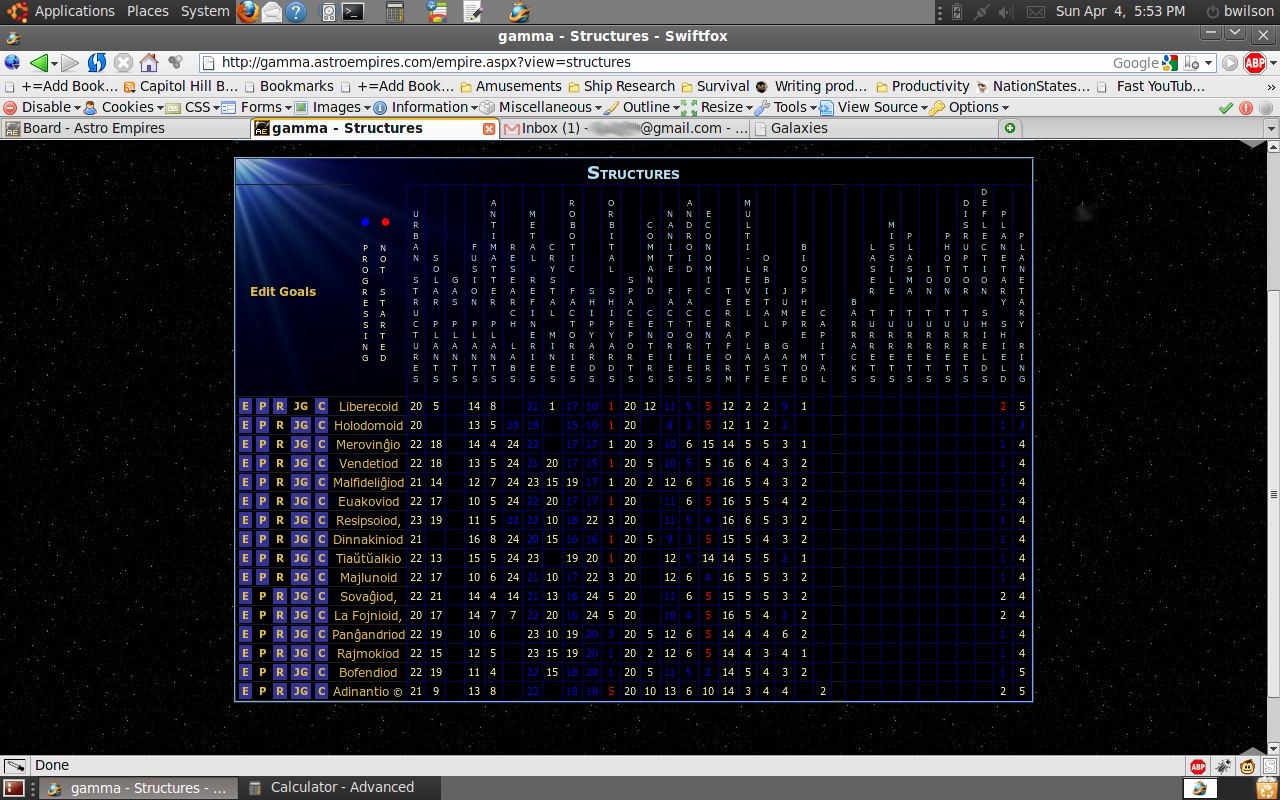 Applications Places System Sun Apr 4, 5:53 PM bwilson
gamma - Structures - Swiftfox
http://gamma.astroempires.com/empire.aspx?view=structures Google ABP
+=Add Book... Capitol Hill B... Bookmarks +=Add Book... Amusements Ship Research Survival Writing prod... Productivity NationStates... Fast YouTub... »
Disable Cookies CSS Forms Images Information Miscellaneous Outline Resize Tools View Source Options
Board - Astro Empires gamma - Structures Inbox (1) - @gmail.com - ... Galaxies
STRUCTURES
Edit Goals
PROGRESSING
NOT STARTED
URBAN STRUCTURES
SOLAR PLANTS
GAS PLANTS
FUSION PLANTS
ANTIMATTER PLANTS
RESEARCH LABS
METAL REFINERIES
CRYSTAL MINES
ROBOTIC FACTORIES
SHIPYARDS
ORBITAL SHIPYARDS
SPACEPORTS
COMAND CENTERS
NANITE FACTORIES
ANDROID FACTORIES
ECONOMIC CENTERS
TERRAFORM
MULTI-LEVEL PLATF
ORBITAL BASE
JUMP GATE
BIOSPHERE MOD
CAPITAL
BARRACKS
LASER TURRETS
MISSILE TURRETS
PLASMA TURRETS
ION TURRETS
PHOTON TURRETS
DISRUPTOR TURRETS
DEFLECTION SHIELDS
PLANETARY SHIELD
PLANETARY RING
E P R JG C Liberecoid 20 5 14 8 21 1 17 10 1 20 12 11 5 5 12 2 2 9 1 2 5
E P R JG C Holodomoid 20 13 5 20 19 15 10 1 20 8 2 5 12 1 2 2 1 3
E P R JG C Merovinĝio 22 18 14 4 24 22 17 17 1 20 3 10 6 15 14 5 5 3 1 1 4
E P R JG C Vendetiod 22 18 13 5 24 21 20 17 15 1 20 5 10 5 5 16 6 4 3 2 1 4
E P R JG C Malfideliĝiod 21 14 12 7 24 23 15 19 17 1 20 2 12 6 5 16 5 4 3 2 1 4
E P R JG C Euakoviod 22 17 10 5 24 22 20 17 17 1 20 11 6 5 16 5 5 4 2 1 4
E P R JG C Resipsoiod, 23 19 11 5 22 22 10 18 22 3 20 11 5 4 16 6 5 3 2 1 4
E P R JG C Dinnakiniod 21 16 8 24 20 15 16 16 1 20 5 9 3 5 15 5 4 3 2 1 4
E P R JG C Tiaŭtŭalkio 22 13 15 5 24 23 19 20 1 20 12 5 14 14 5 5 2 1 1 4
E P R JG C Majlunoid 22 17 10 6 24 21 10 17 22 3 20 12 6 4 16 5 5 3 2 1 4
E P R JG C Sovaĝiod, 22 21 14 4 14 21 13 16 24 5 20 11 6 5 15 5 5 3 2 2 4
E P R JG C La Fojnioid, 20 17 14 7 7 22 20 16 24 5 20 10 4 5 16 5 4 2 2 2 4
E P R JG C Panĝandriod 22 19 10 6 23 10 19 20 3 20 5 12 6 5 14 4 4 6 2 1 4
E P R JG C Rajmokiod 22 15 12 5 23 15 19 20 1 20 2 12 6 5 14 4 3 4 1 1 4
E P R JG C Bofendiod 22 19 11 4 22 15 18 20 1 20 5 11 5 2 14 4 4 3 2 1 5
E P R JG C Adinantio © 21 9 13 8 22 18 18 5 20 10 13 6 10 14 3 4 4 2 2 5
Done ABP
gamma - Structures - ... Calculator - Advanced